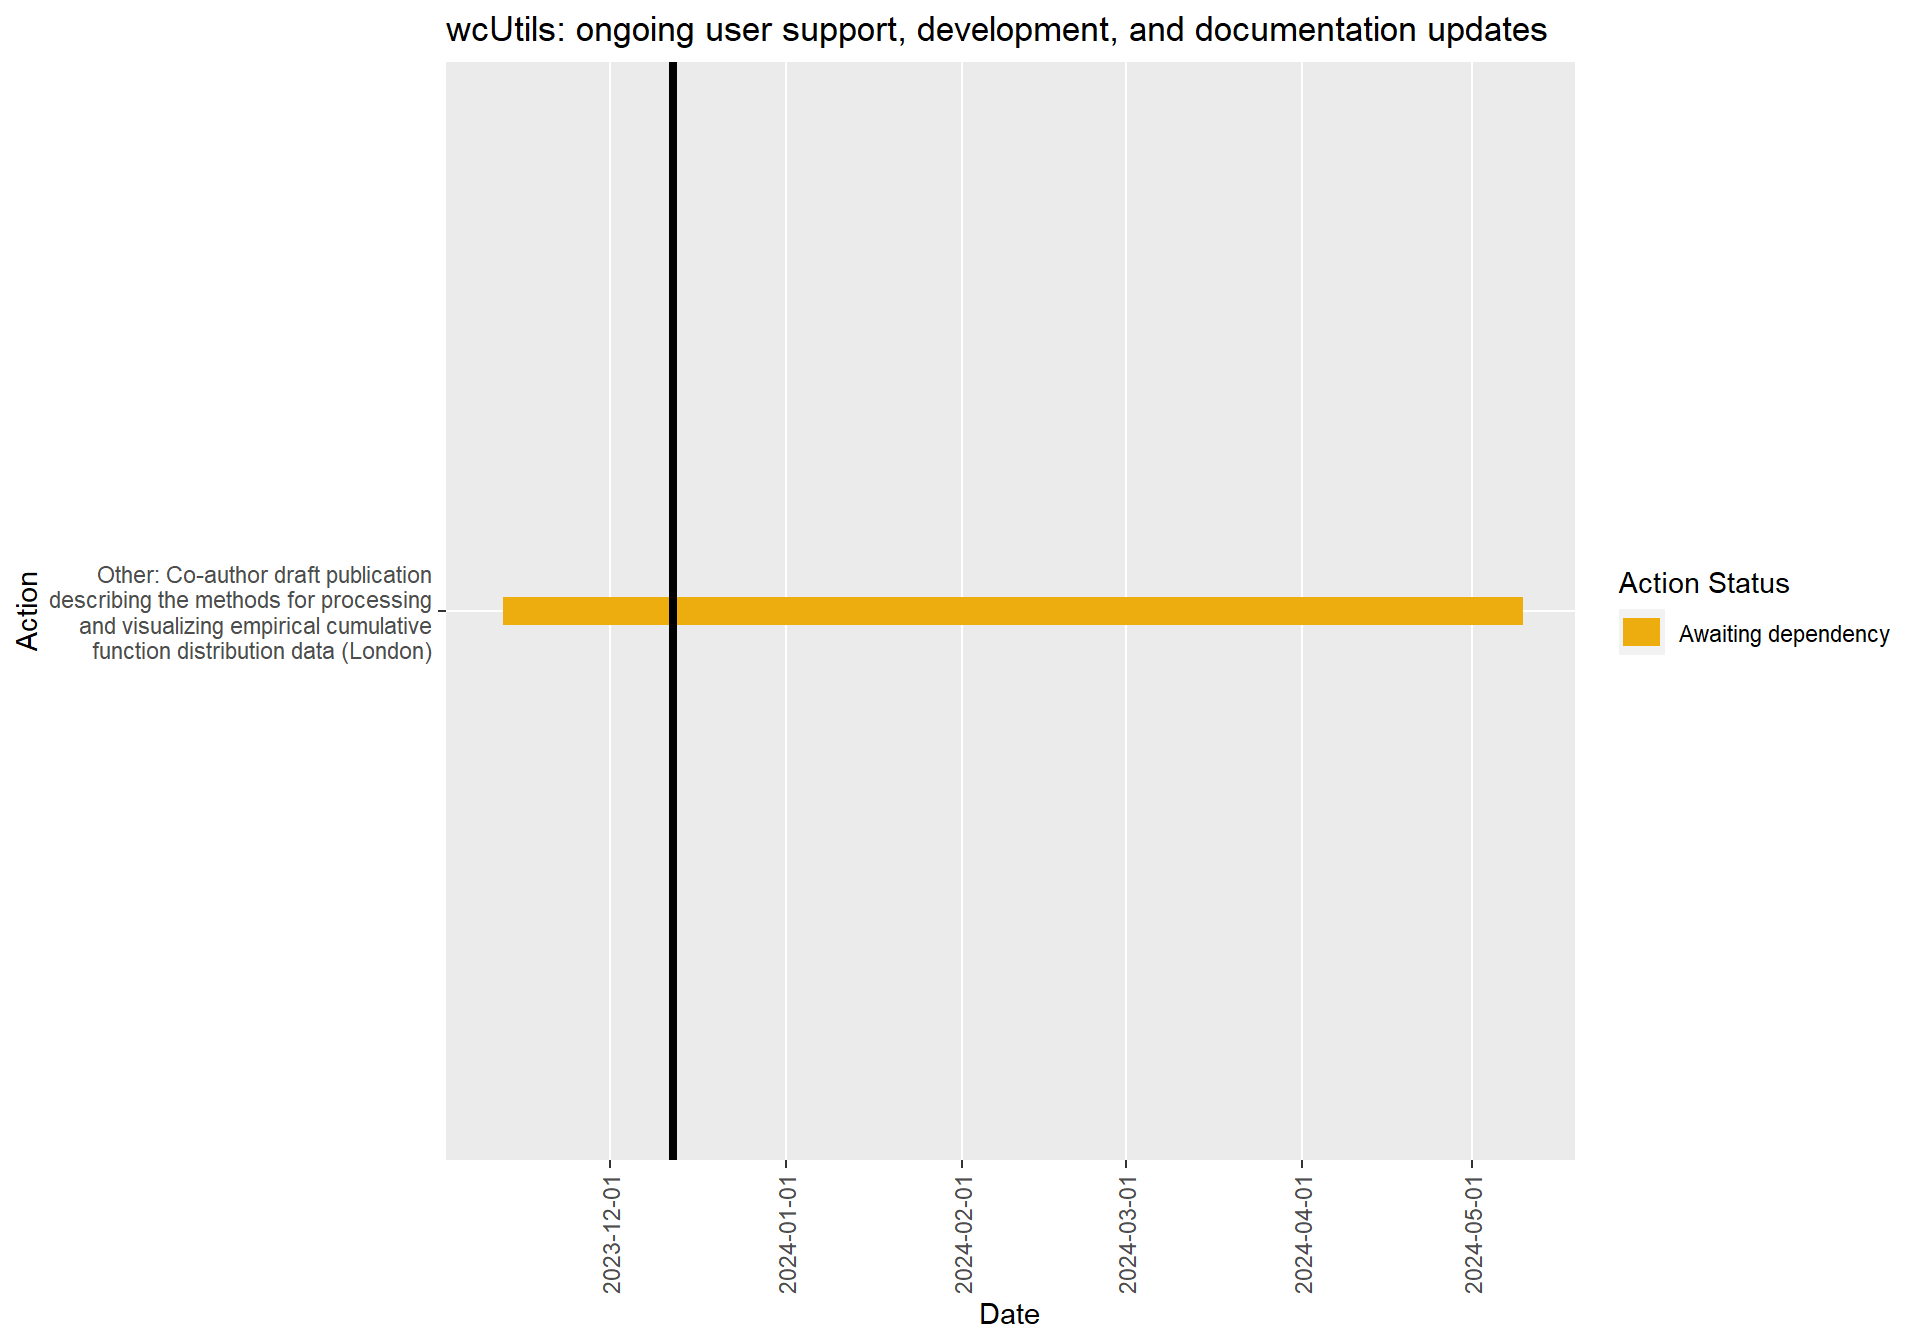 wcUtils: ongoing user support, development, and documentation updates
Action
Other: Co-author draft publication
describing the methods for processing
and visualizing empirical cumulative
function distribution data (London)
Action Status
Awaiting dependency
2023-12-01
2024-01-01
2024-02-01
2024-03-01
2024-04-01
2024-05-01
Date